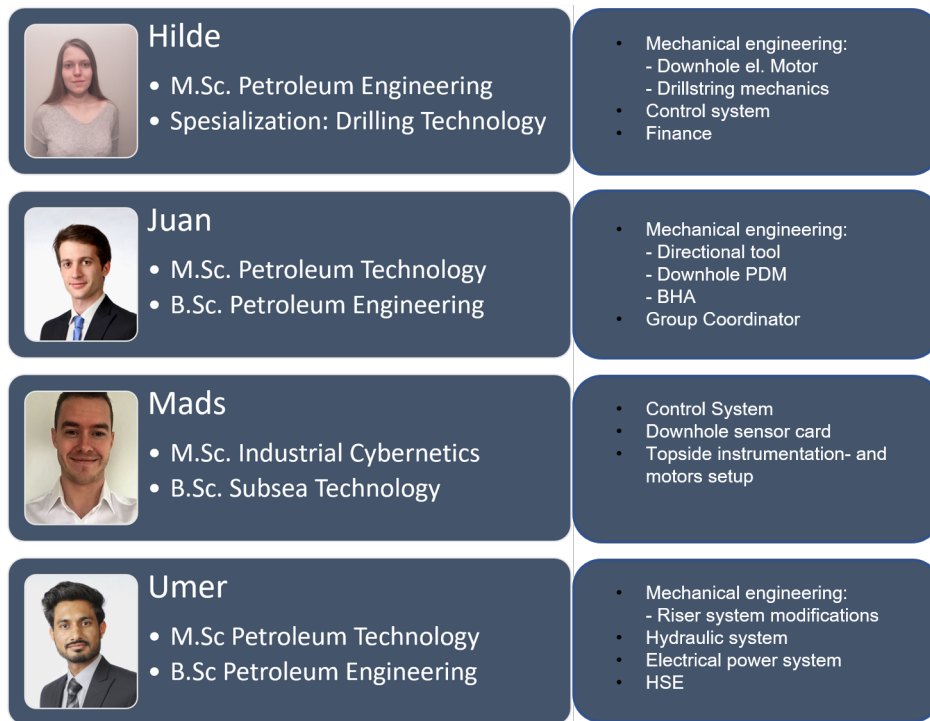 Hilde
• M.Sc. Petroleum Engineering
• Spesialization: Drilling Technology
• Mechanical engineering:
- Downhole el. Motor
- Drillstring mechanics
• Control system
• Finance
Juan
• M.Sc. Petroleum Technology
• B.Sc. Petroleum Engineering
• Mechanical engineering:
- Directional tool
- Downhole PDM
- BHA
• Group Coordinator
Mads
• M.Sc. Industrial Cybernetics
• B.Sc. Subsea Technology
• Control System
• Downhole sensor card
• Topside instrumentation- and
motors setup
Umer
• M.Sc Petroleum Technology
• B.Sc Petroleum Engineering
• Mechanical engineering:
- Riser system modifications
• Hydraulic system
• Electrical power system
• HSE